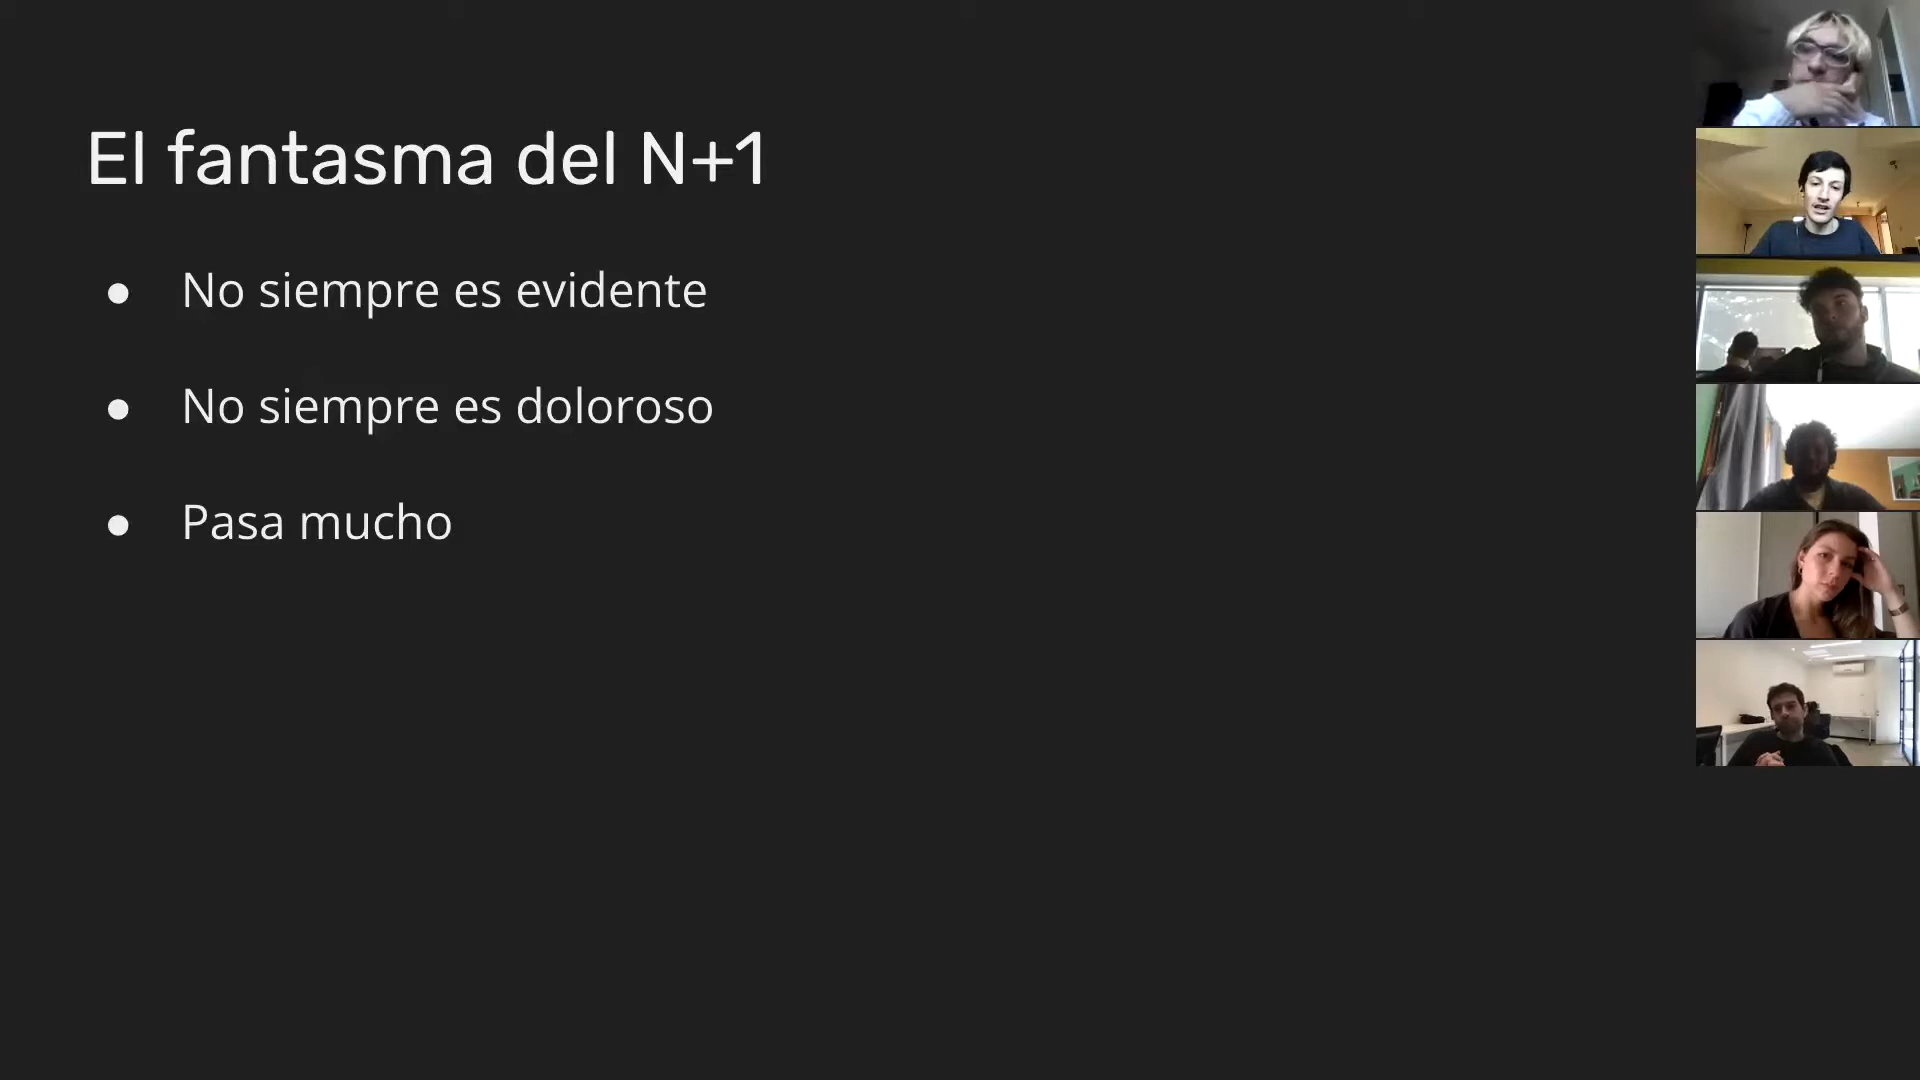 El fantasma del N+1
● No siempre es evidente
● No siempre es doloroso
● Pasa mucho